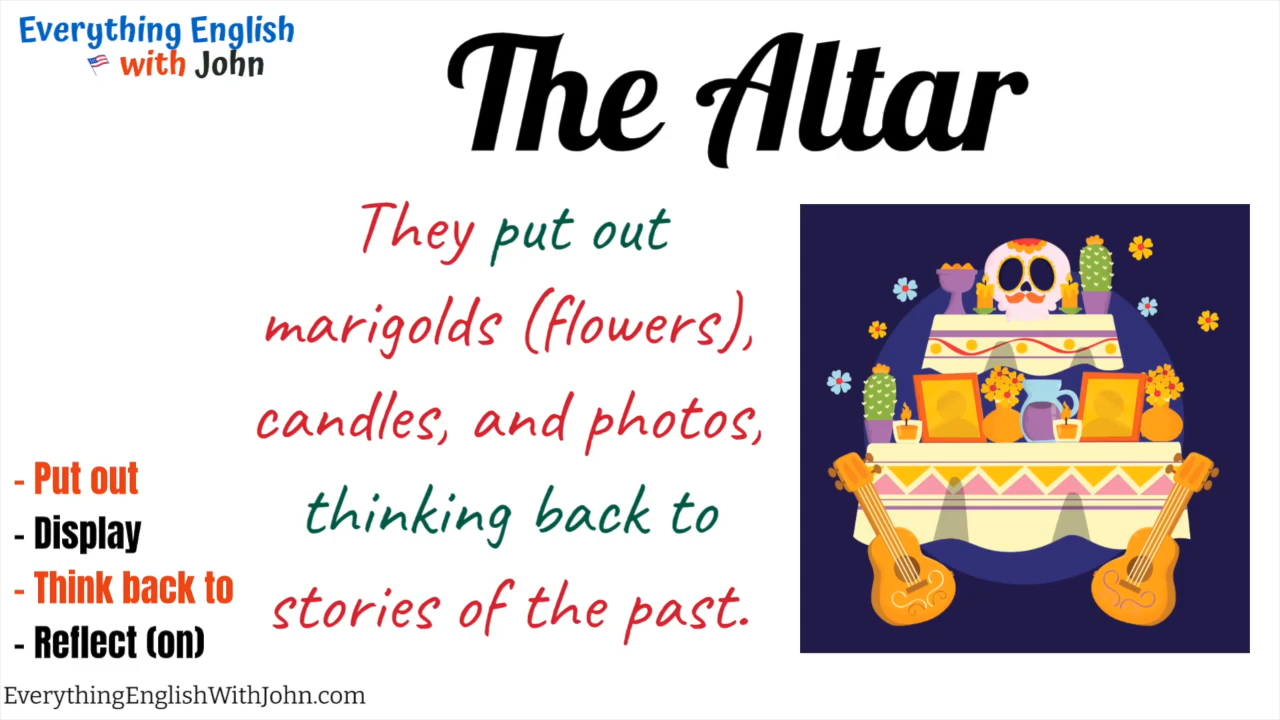 Everything English
with John
The Altar
They put out
marigolds (flowers),
candles, and photos,
thinking back to
stories of the past.
- Put out
- Display
- Think back to
- Reflect (on)
EverythingEnglishWithJohn.com